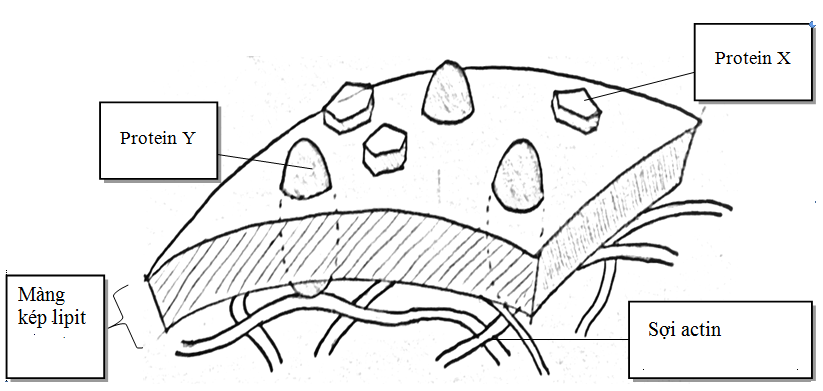 Protein X
Protein Y
Màng
kép lipit
Sợi actin